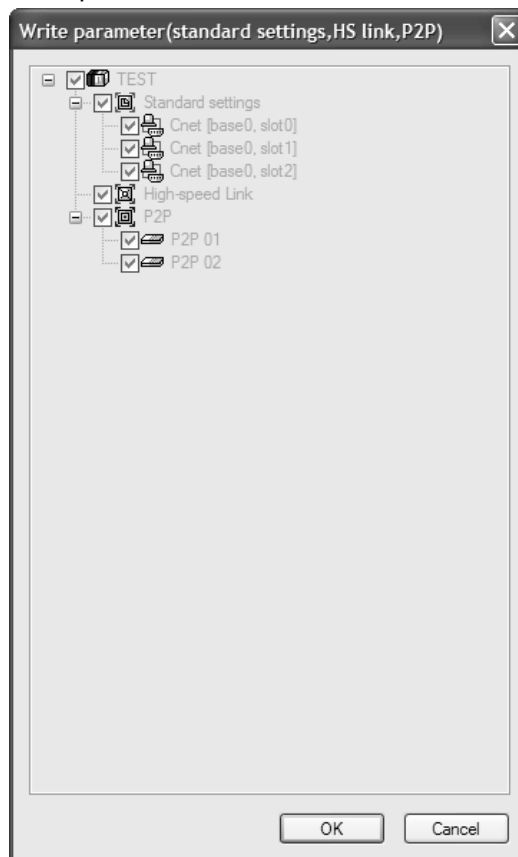 Write parameter(standard settings,HS link,P2P)
TEST
Standard settings
Cnet [base0, slot0]
Cnet [base0, slot1]
Cnet [base0, slot2]
High-speed Link
P2P
P2P 01
P2P 02
OK
Cancel